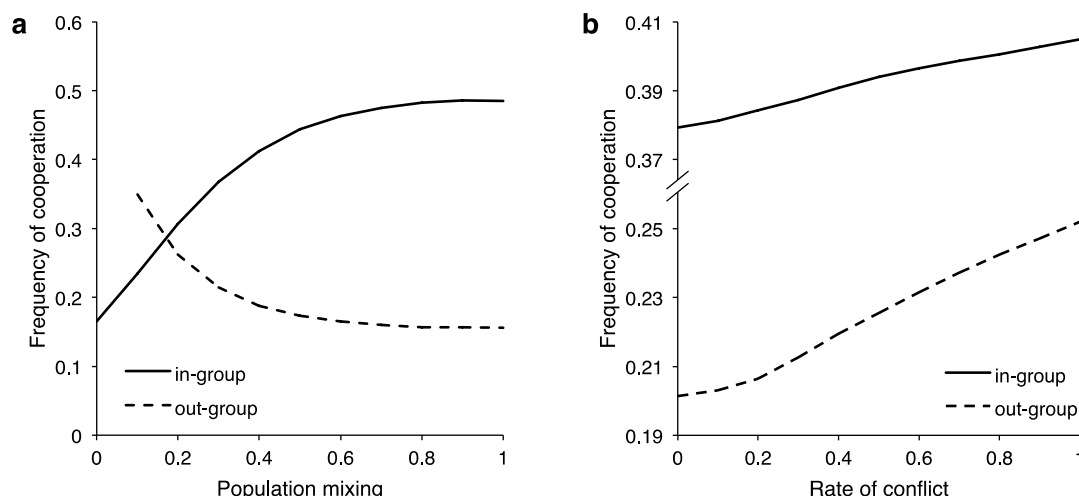 a
Frequency of cooperation
0.6
0.5
0.4
0.3
0.2
0.1
0
in-group
out-group
0 0.2 0.4 0.6 0.8 1
Population mixing
b
Frequency of cooperation
0.41
0.39
0.37
0.25
0.23
0.21
0.19
in-group
out-group
0 0.2 0.4 0.6 0.8 1
Rate of conflict